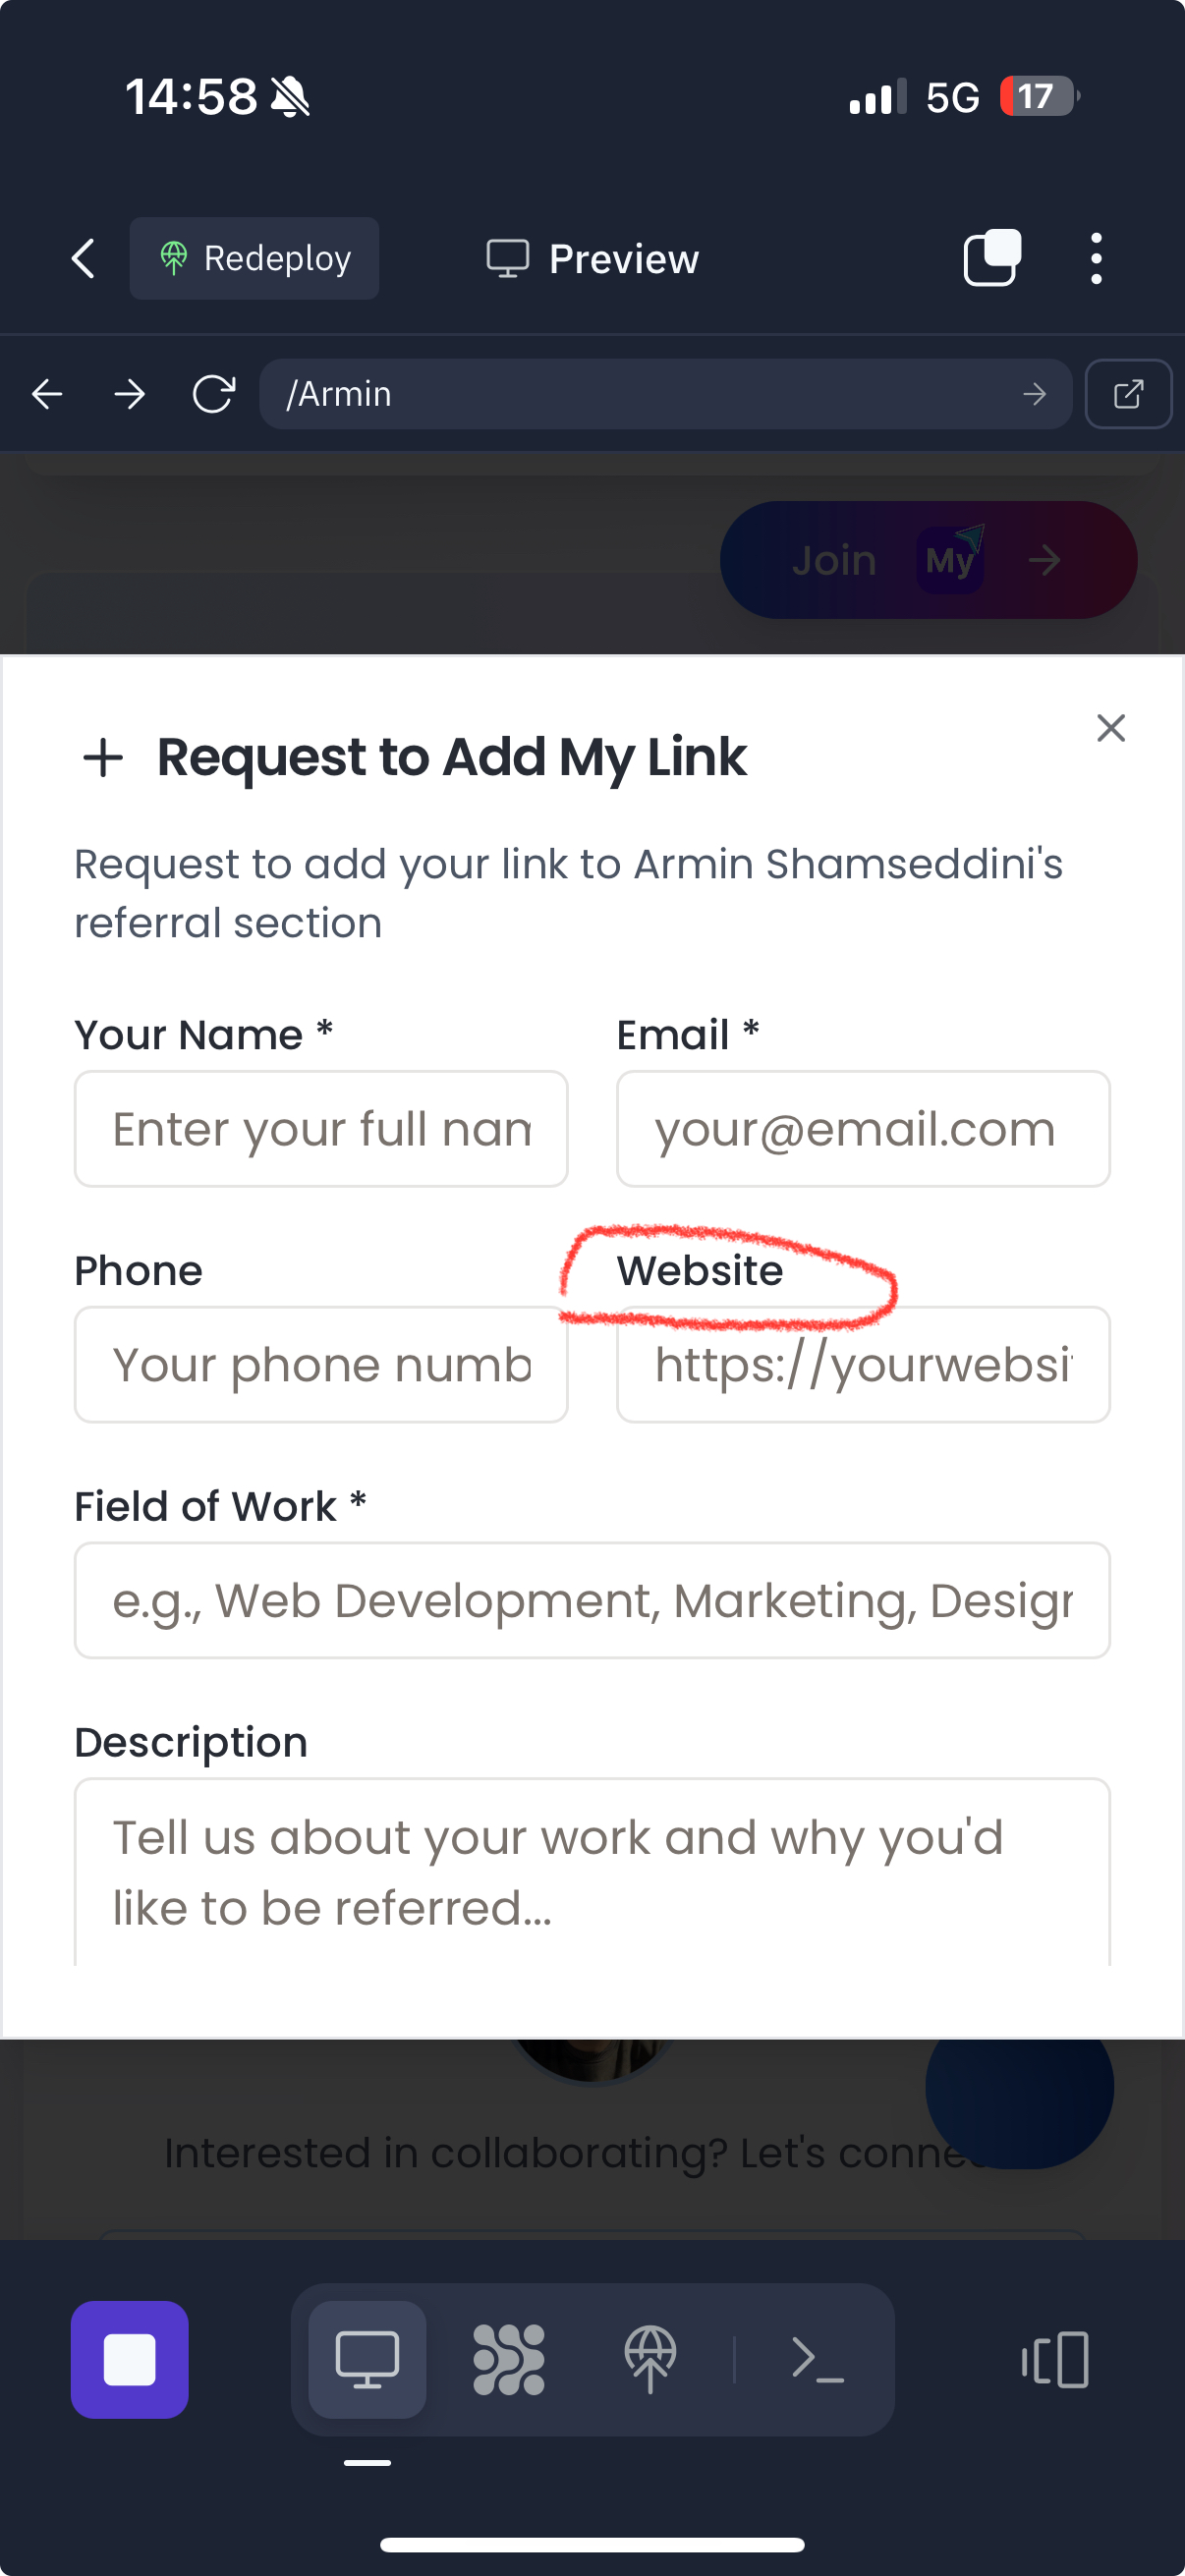 14:58
5G
17
Redeploy
Preview
/Armin
Join My
Request to Add My Link
Request to add your link to Armin Shamseddini's
referral section
Your Name *
Email *
Enter your full nam
your@email.com
Phone
Website
Your phone numb
https://yourwebsi
Field of Work *
e.g., Web Development, Marketing, Design
Description
Tell us about your work and why you'd
like to be referred...
Interested in collaborating? Let's conne